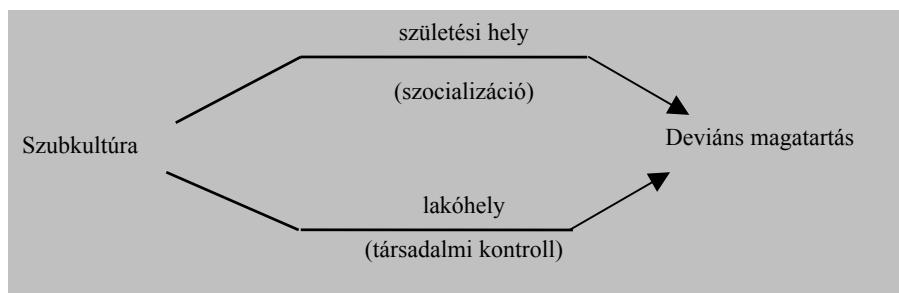 születési hely
(szocializáció)
Szubkultúra
Deviáns magatartás
lakóhely
(társadalmi kontroll)